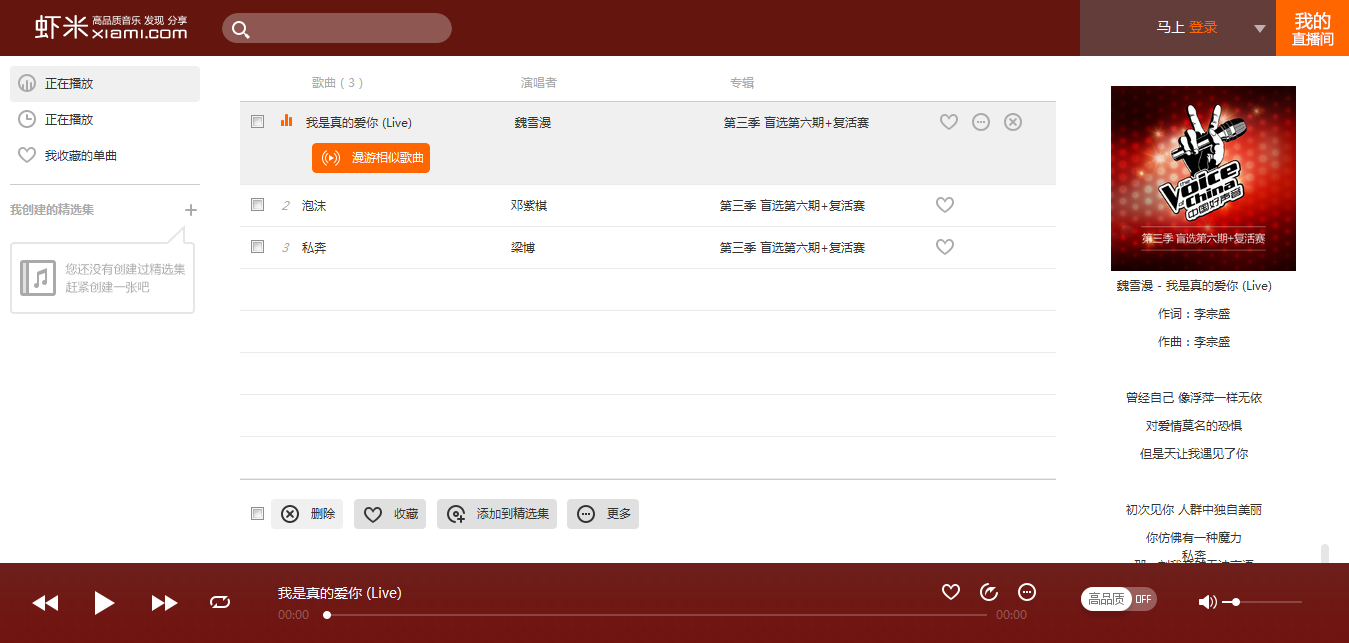 虾米 高品质音乐 发现 分享
xiami.com
马上 登录
我的
直播间
正在播放
正在播放
我收藏的单曲
我创建的精选集
您还没有创建过精选集
赶紧创建一张吧
歌曲 ( 3 ) 演唱者 专辑
我是真的爱你 (Live) 魏雪漫 第三季 盲选第六期+复活赛
漫游相似歌曲
2 泡沫 邓紫棋 第三季 盲选第六期+复活赛
3 私奔 梁博 第三季 盲选第六期+复活赛
删除 收藏 添加到精选集 更多
The
Voice
of
China
中国好声音
第三季 盲选第六期+复活赛
魏雪漫 - 我是真的爱你 (Live)
作词：李宗盛
作曲：李宗盛
曾经自己 像浮萍一样无依
对爱情莫名的恐惧
但是天让我遇见了你
初次见你 人群中独自美丽
你仿佛有一种魔力
私奔
我是真的爱你 (Live)
00:00 00:00
高品质 OFF